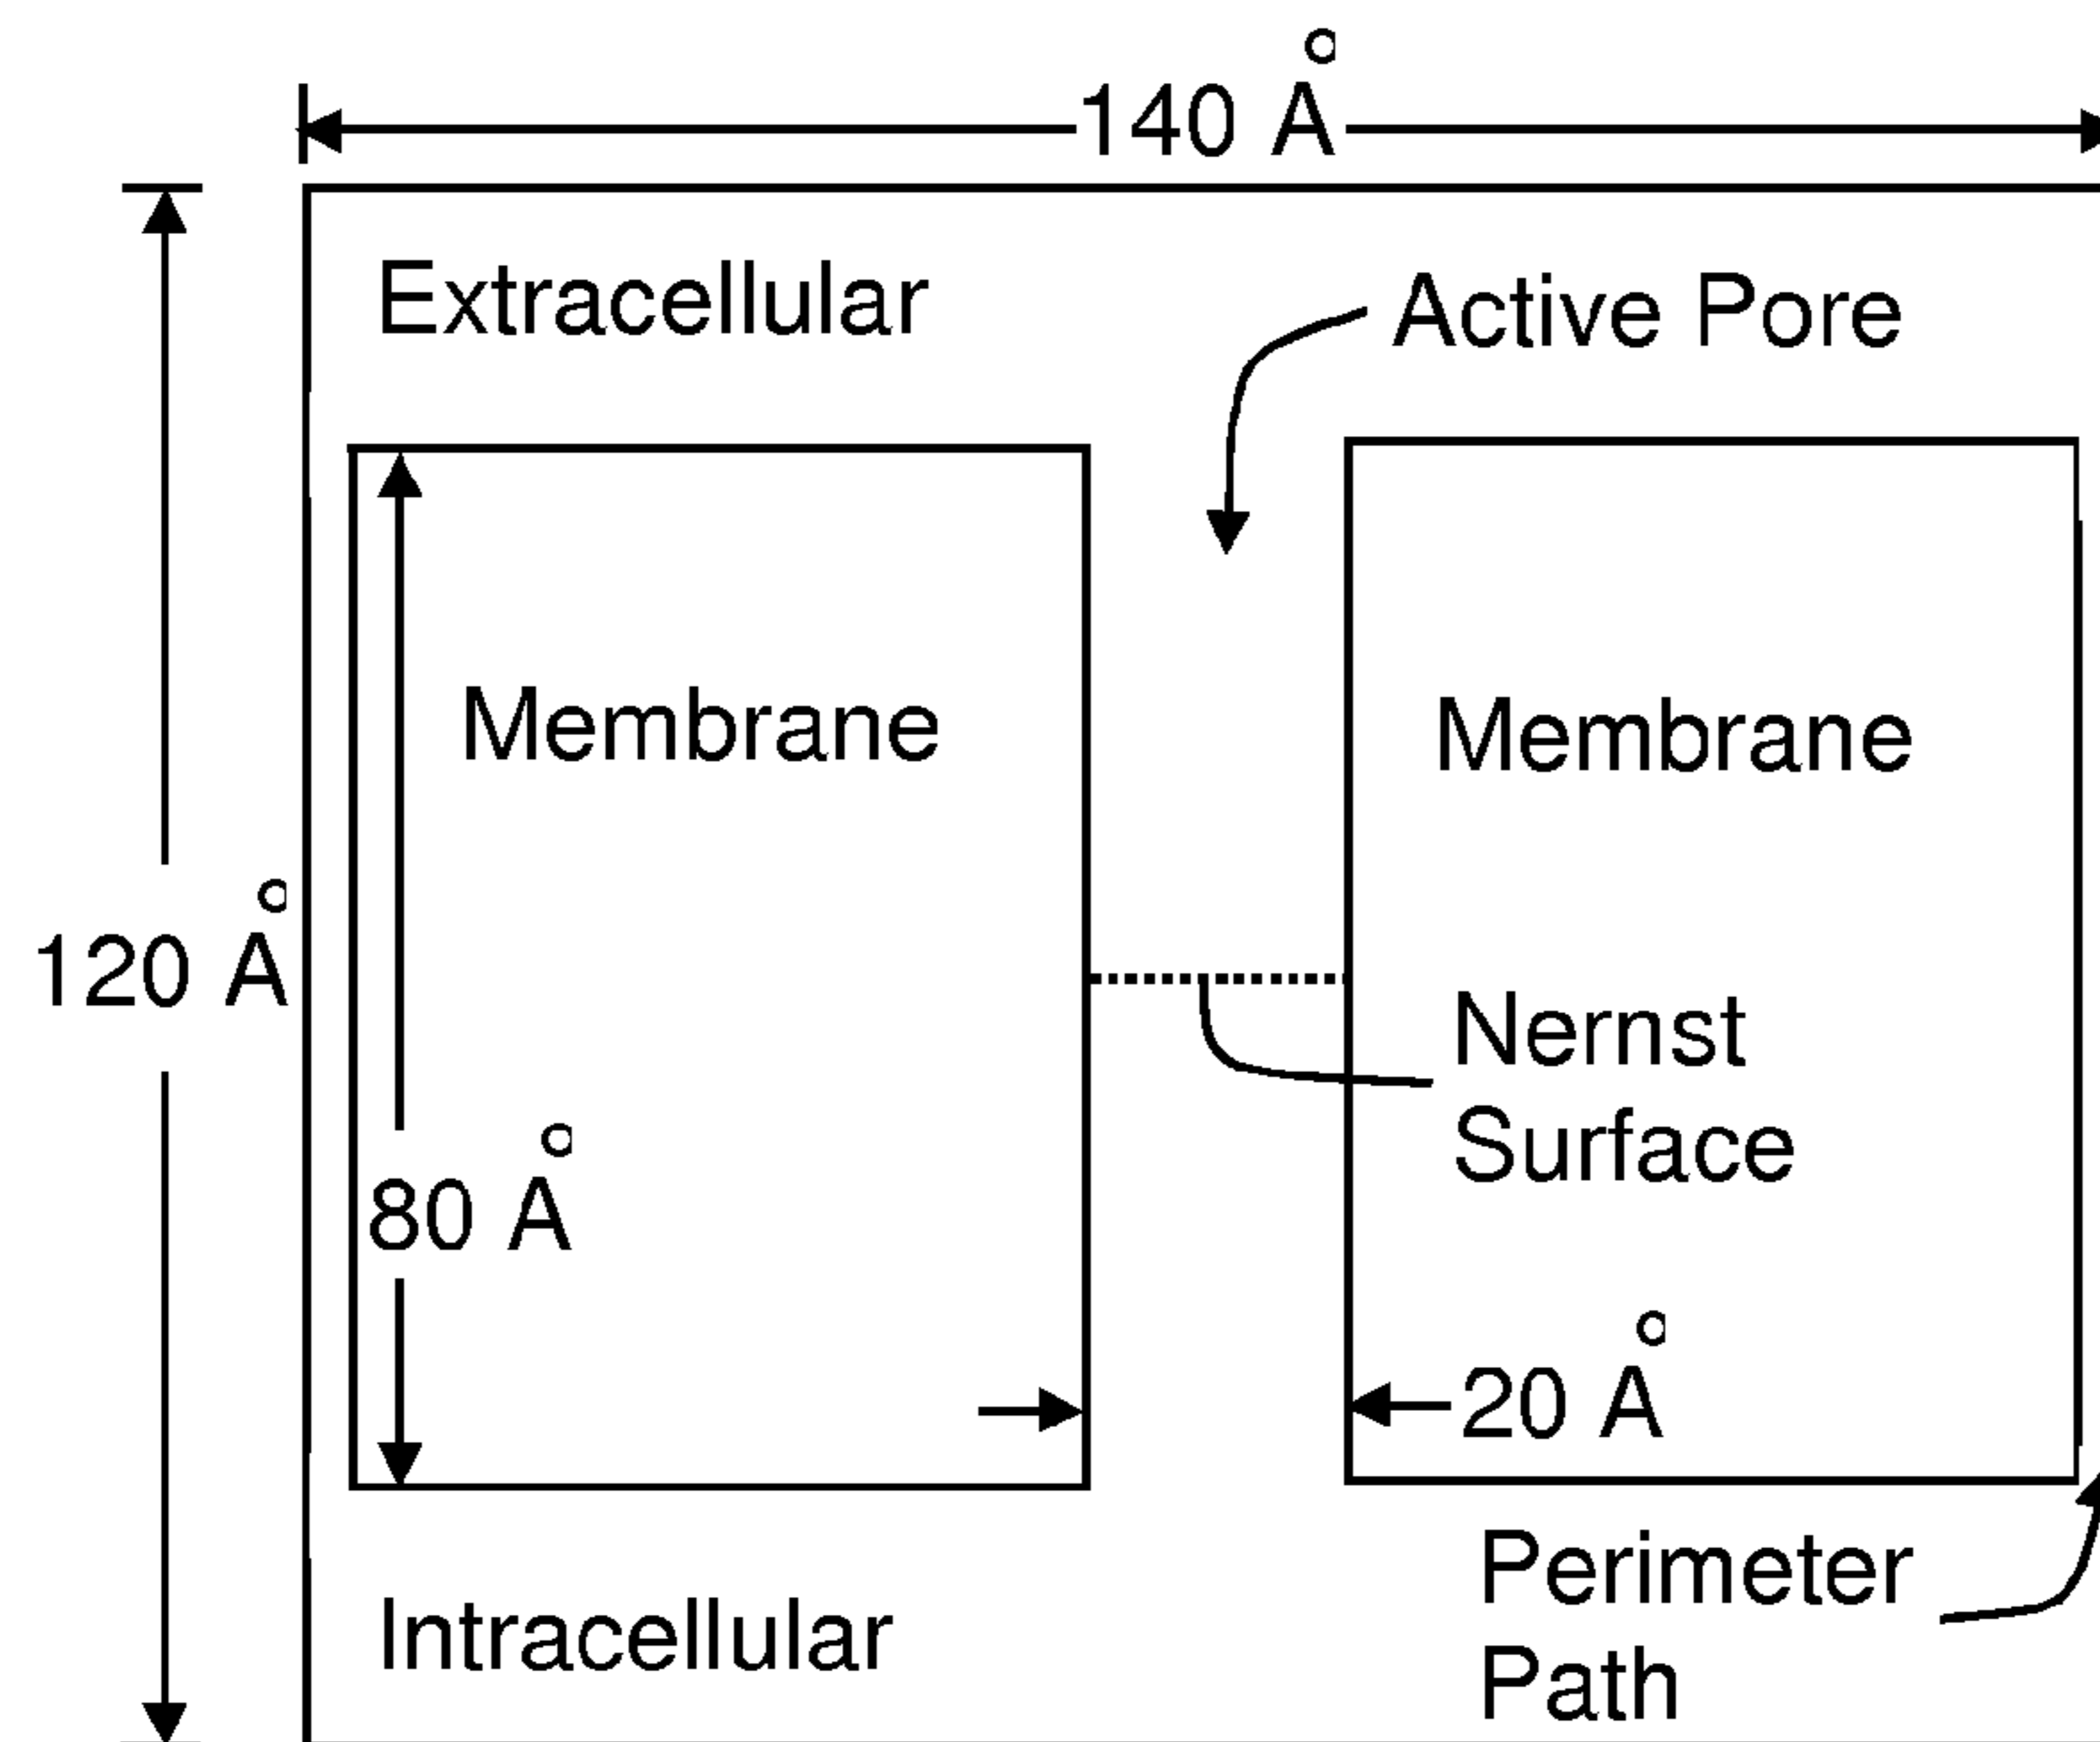 140 Å
Extracellular
Active Pore
Membrane
Membrane
120 Å
Nernst
Surface
80 Å
20 Å
Perimeter
Path
Intracellular